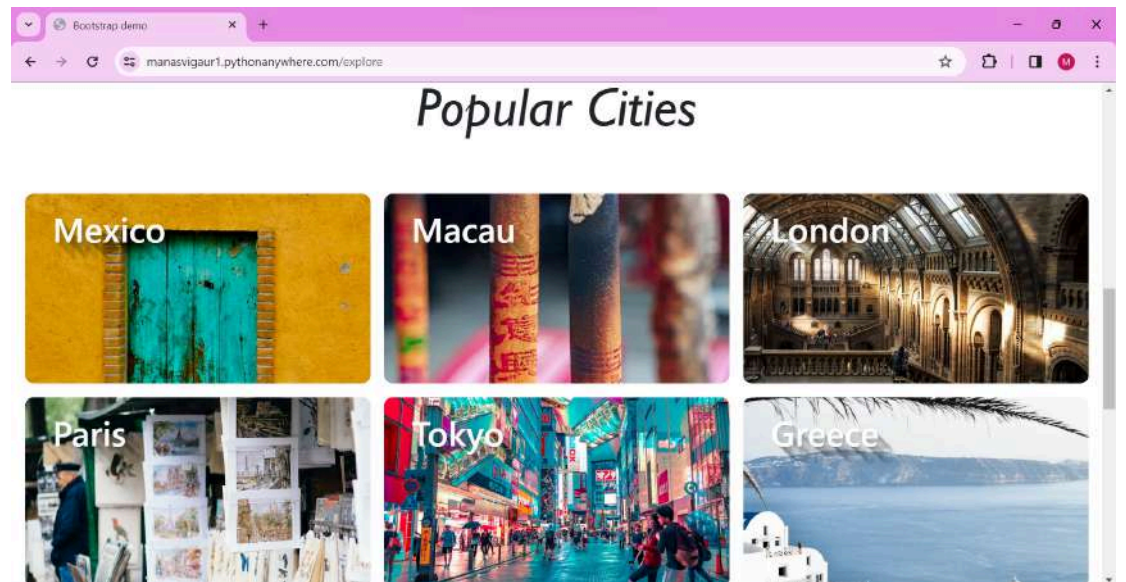 Bootstrap demo
manasvigaur1.pythonanywhere.com/explore
M
Popular Cities
Mexico
Macau
London
Paris
Tokyo
Greece